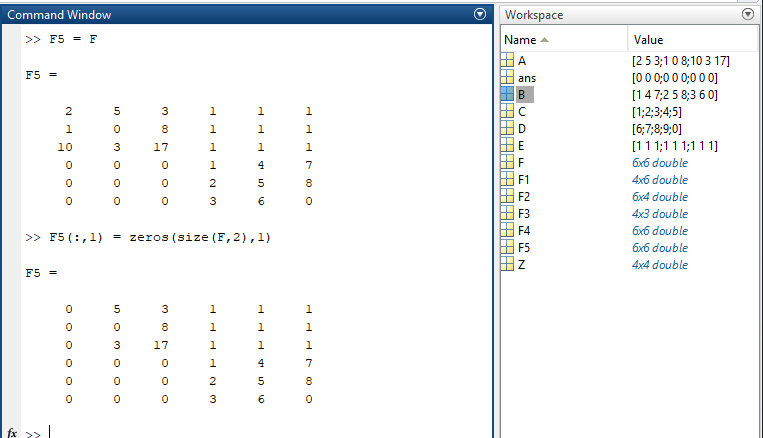 Command Window
>> F5 = F
F5 =
2 5 3 1 1 1
1 0 8 1 1 1
10 3 17 1 1 1
0 0 0 1 4 7
0 0 0 2 5 8
0 0 0 3 6 0
>> F5(:,1) = zeros(size(F,2),1)
F5 =
0 5 3 1 1 1
0 0 8 1 1 1
0 3 17 1 1 1
0 0 0 1 4 7
0 0 0 2 5 8
0 0 0 3 6 0
fx >>
Workspace
Name Value
A [2 5 3;1 0 8;10 3 17]
ans [0 0 0;0 0 0;0 0 0]
B [1 4 7;2 5 8;3 6 0]
C [1;2;3;4;5]
D [6;7;8;9;0]
E [1 1 1;1 1 1;1 1 1]
F 6x6 double
F1 4x6 double
F2 6x4 double
F3 4x3 double
F4 6x6 double
F5 6x6 double
Z 4x4 double